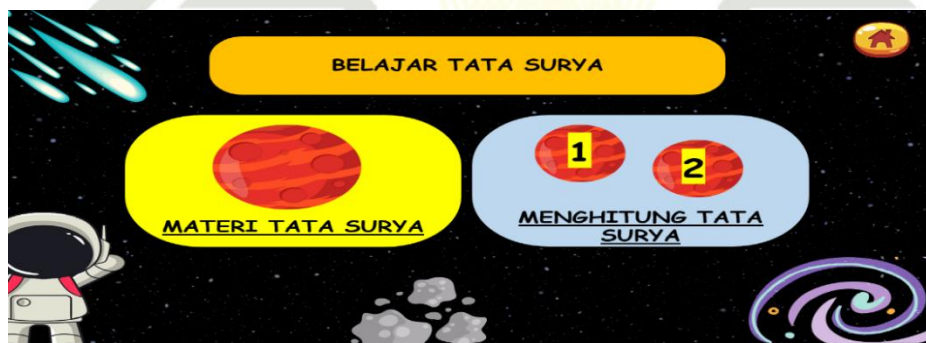 BELAJAR TATA SURYA
MATERI TATA SURYA
1
2
MENGHITUNG TATA
SURYA